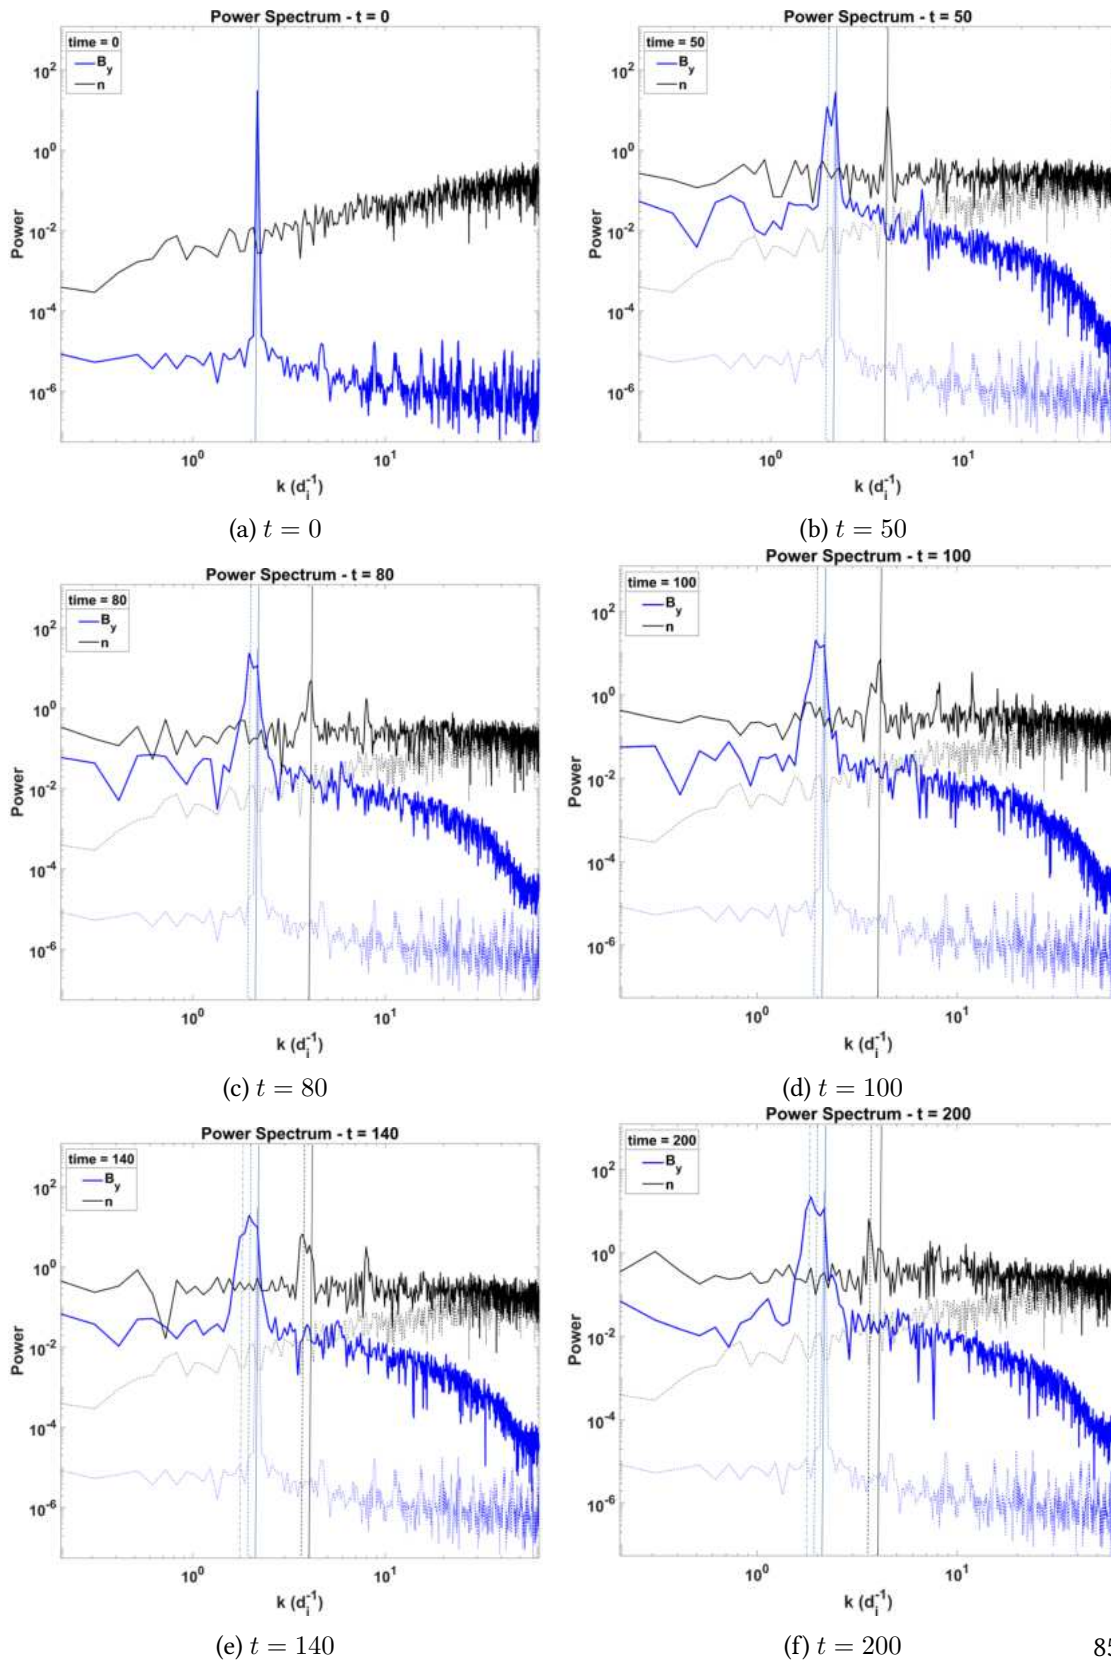 Power Spectrum - t = 0
Power Spectrum - t = 50
time = 0
B_y
n
time = 50
B_y
n
10^2
10^0
10^-2
10^-4
10^-6
Power
10^2
10^0
10^-2
10^-4
10^-6
Power
10^0
10^1
10^0
10^1
k (d_i^-1)
k (d_i^-1)
(a) t = 0
(b) t = 50
Power Spectrum - t = 80
Power Spectrum - t = 100
time = 80
B_y
n
time = 100
B_y
n
10^2
10^0
10^-2
10^-4
10^-6
Power
10^2
10^0
10^-2
10^-4
10^-6
Power
10^0
10^1
10^0
10^1
k (d_i^-1)
k (d_i^-1)
(c) t = 80
(d) t = 100
Power Spectrum - t = 140
Power Spectrum - t = 200
time = 140
B_y
n
time = 200
B_y
n
10^2
10^0
10^-2
10^-4
10^-6
Power
10^2
10^0
10^-2
10^-4
10^-6
Power
10^0
10^1
10^0
10^1
k (d_i^-1)
k (d_i^-1)
(e) t = 140
(f) t = 200
85